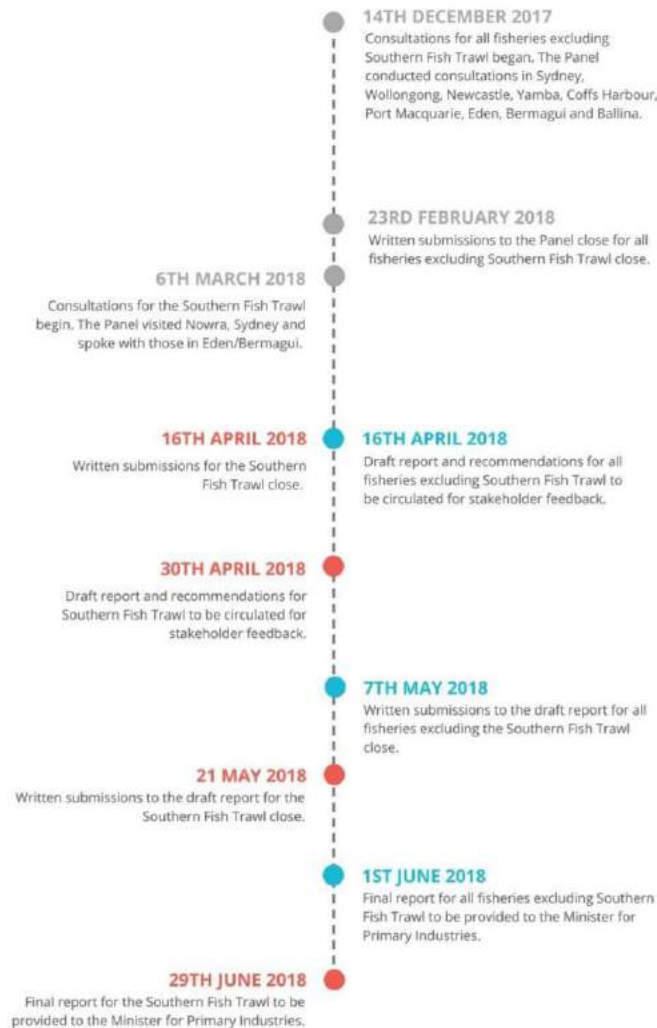 14TH DECEMBER 2017
Consultations for all fisheries excluding
Southern Fish Trawl began. The Panel
conducted consultations in Sydney,
Wollongong, Newcastle, Yamba, Coffs Harbour,
Port Macquarie, Eden, Bermagui and Ballina.
23RD FEBRUARY 2018
Written submissions to the Panel close for all
fisheries excluding Southern Fish Trawl close.
6TH MARCH 2018
Consultations for the Southern Fish Trawl
begin. The Panel visited Nowra, Sydney and
spoke with those in Eden/Bermagui.
16TH APRIL 2018
Written submissions for the Southern
Fish Trawl close.
16TH APRIL 2018
Draft report and recommendations for all
fisheries excluding Southern Fish Trawl to
be circulated for stakeholder feedback.
30TH APRIL 2018
Draft report and recommendations for
Southern Fish Trawl to be circulated for
stakeholder feedback.
7TH MAY 2018
Written submissions to the draft report for all
fisheries excluding the Southern Fish Trawl
close.
21 MAY 2018
Written submissions to the draft report for the
Southern Fish Trawl close.
1ST JUNE 2018
Final report for all fisheries excluding Southern
Fish Trawl to be provided to the Minister for
Primary Industries.
29TH JUNE 2018
Final report for the Southern Fish Trawl to be
provided to the Minister for Primary Industries.